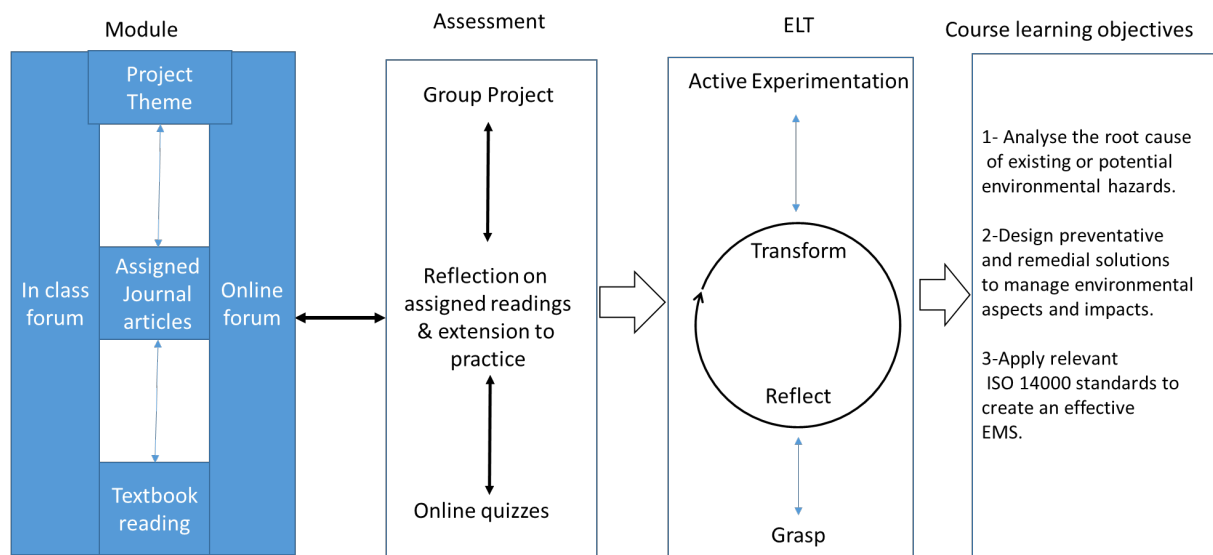 Module
Assessment
ELT
Course learning objectives
Project
Theme
In class
forum
Assigned
Journal
articles
Online
forum
Textbook
reading
Group Project
Reflection on
assigned readings
& extension to
practice
Online quizzes
Active Experimentation
Transform
Reflect
Grasp
1- Analyse the root cause
of existing or potential
environmental hazards.
2-Design preventative
and remedial solutions
to manage environmental
aspects and impacts.
3-Apply relevant
ISO 14000 standards to
create an effective
EMS.